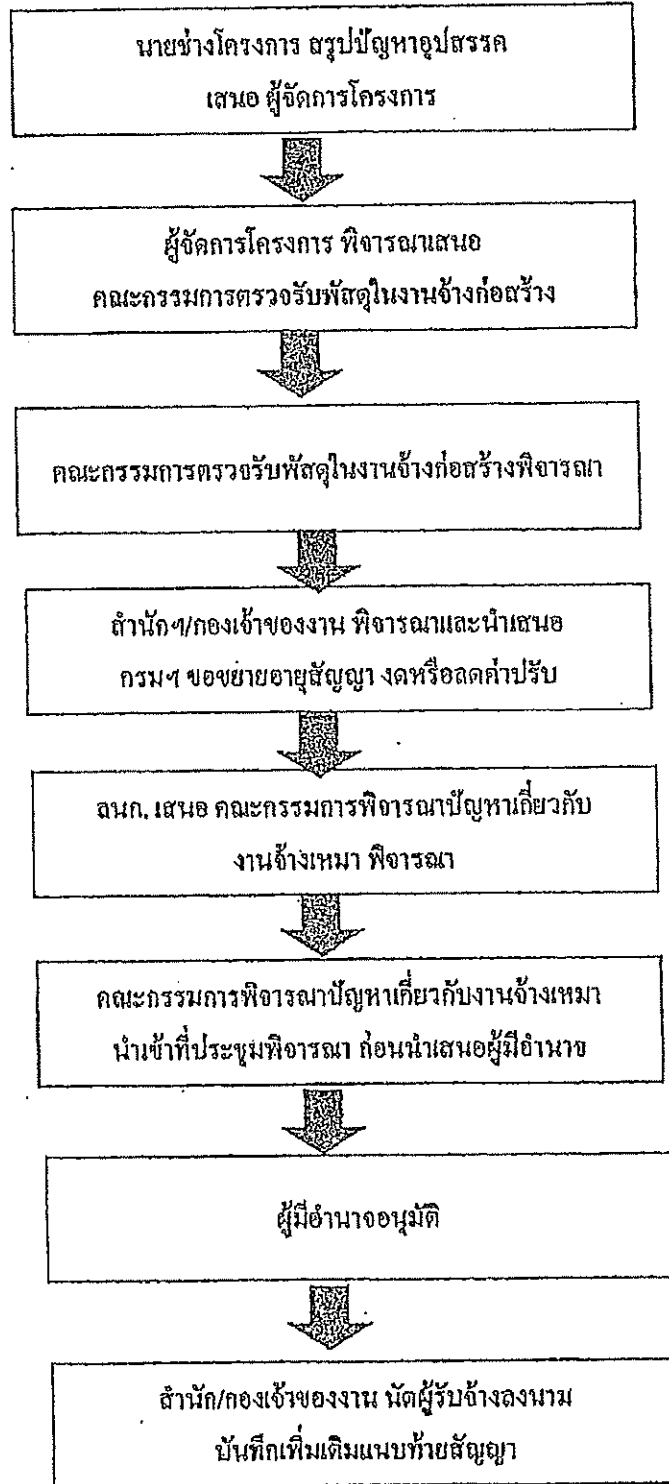 นายช่างโครงการ สรุปปัญหาอุปสรรค
เสนอ ผู้จัดการโครงการ
ผู้จัดการโครงการ พิจารณาเสนอ
คณะกรรมการตรวจรับพัสดุในงานจ้างก่อสร้าง
คณะกรรมการตรวจรับพัสดุในงานจ้างก่อสร้างพิจารณา
สำนักฯ/กองเจ้าของงาน พิจารณาและนำเสนอ
กรมฯ ขอขยายอายุสัญญา งดหรือลดค่าปรับ
ลนก. เสนอ คณะกรรมการพิจารณาปัญหาเกี่ยวกับ
งานจ้างเหมา พิจารณา
คณะกรรมการพิจารณาปัญหาเกี่ยวกับงานจ้างเหมา
นำเข้าที่ประชุมพิจารณา ก่อนนำเสนอผู้มีอำนาจ
ผู้มีอำนาจอนุมัติ
สำนัก/กองเจ้าของงาน นัดผู้รับจ้างลงนาม
บันทึกเพิ่มเติมแนบท้ายสัญญา